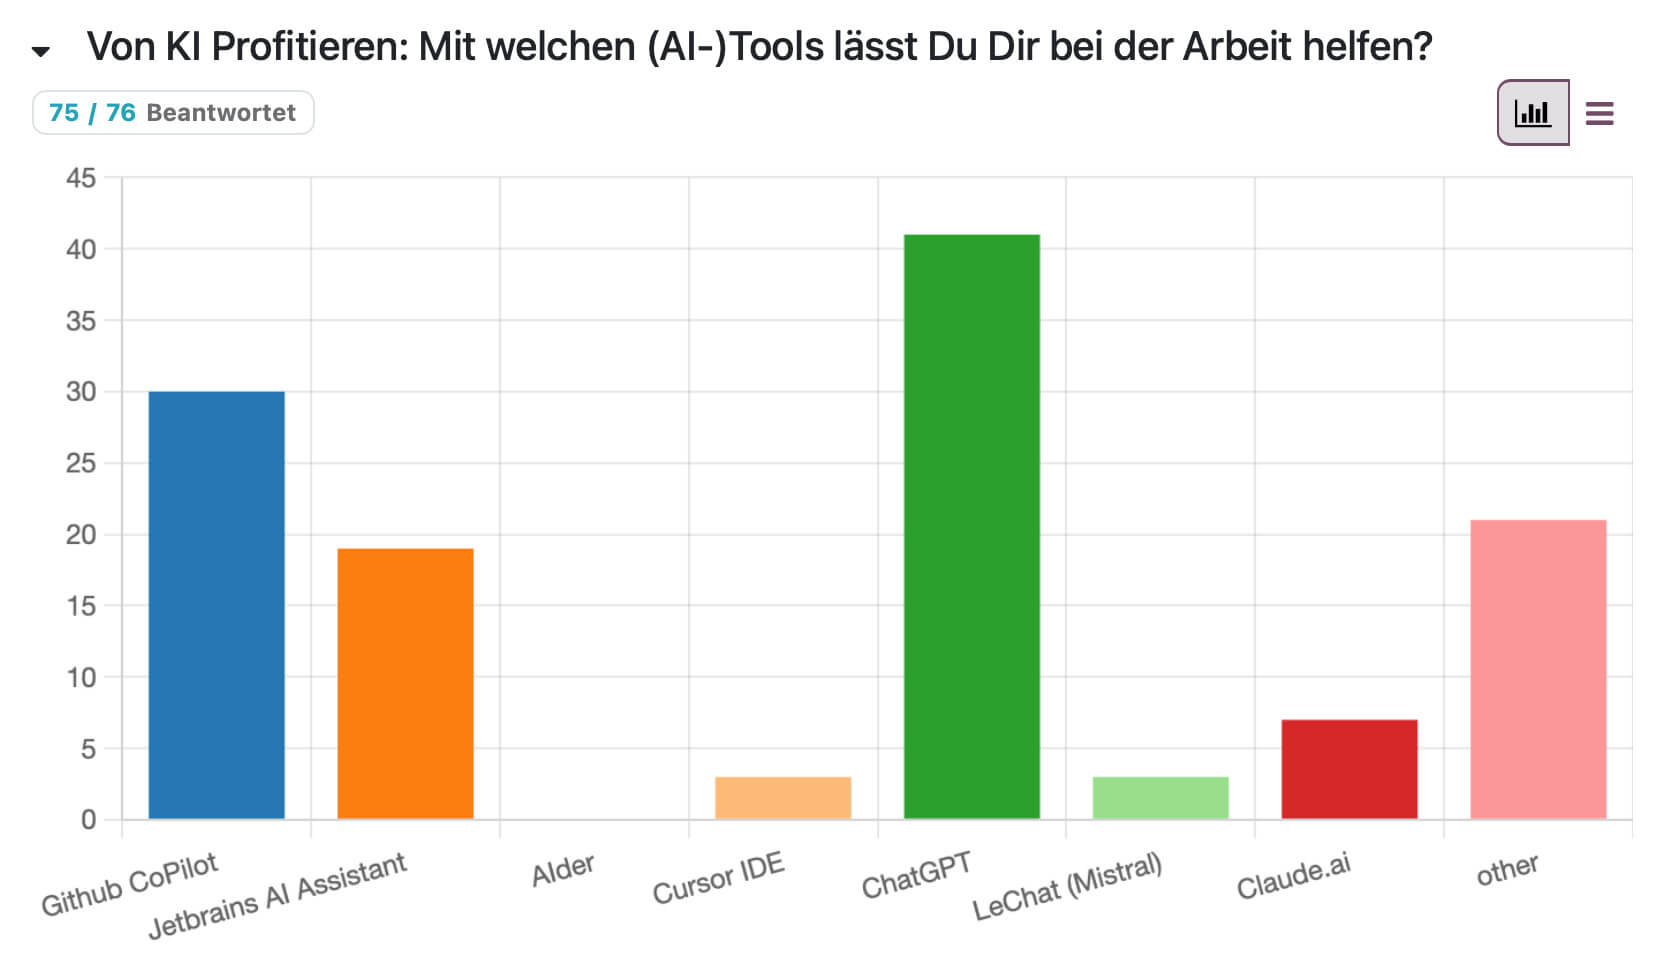 Von KI Profitieren: Mit welchen (AI-)Tools lässt Du Dir bei der Arbeit helfen?
75 / 76 Beantwortet
45
40
35
30
25
20
15
10
5
0
Github CoPilot
Jetbrains AI Assistant
AIder
Cursor IDE
ChatGPT
LeChat (Mistral)
Claude.ai
other